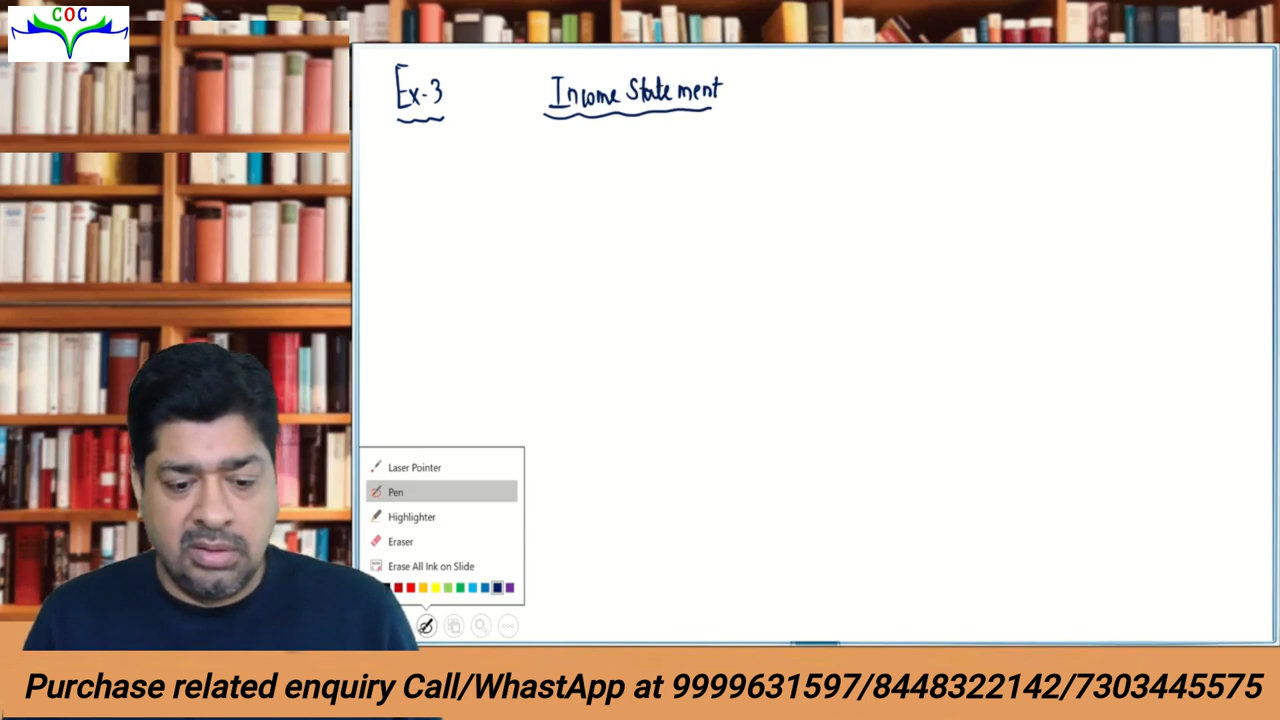 COC
Ex-3 Income Statement
Laser Pointer
Pen
Highlighter
Eraser
Erase All Ink on Slide
Purchase related enquiry Call/WhastApp at 9999631597/8448322142/7303445575